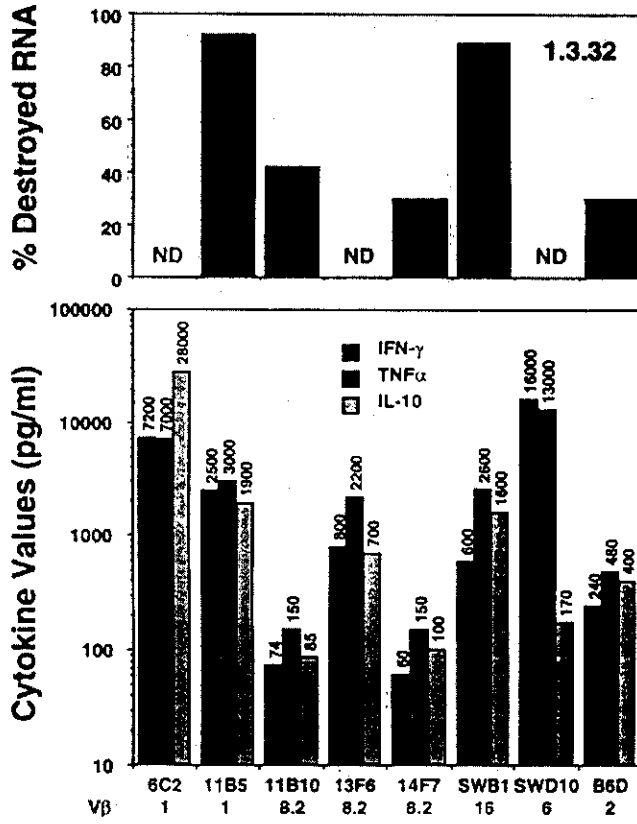 % Destroyed RNA
100
80
60
40
20
0
1.3.32
ND
ND
ND
Cytokine Values (pg/ml)
100000
10000
1000
100
10
IFN-γ
TNFα
IL-10
7200 7000 28000
2500 3000 1900
74 150 85
800 2200 700
60 150 100
600 2600 1600
16000 13000 170
240 480 400
6C2 11B5 11B10 13F6 14F7 SWB1 SWD10 B6D
Vβ 1 1 8.2 8.2 8.2 16 6 2